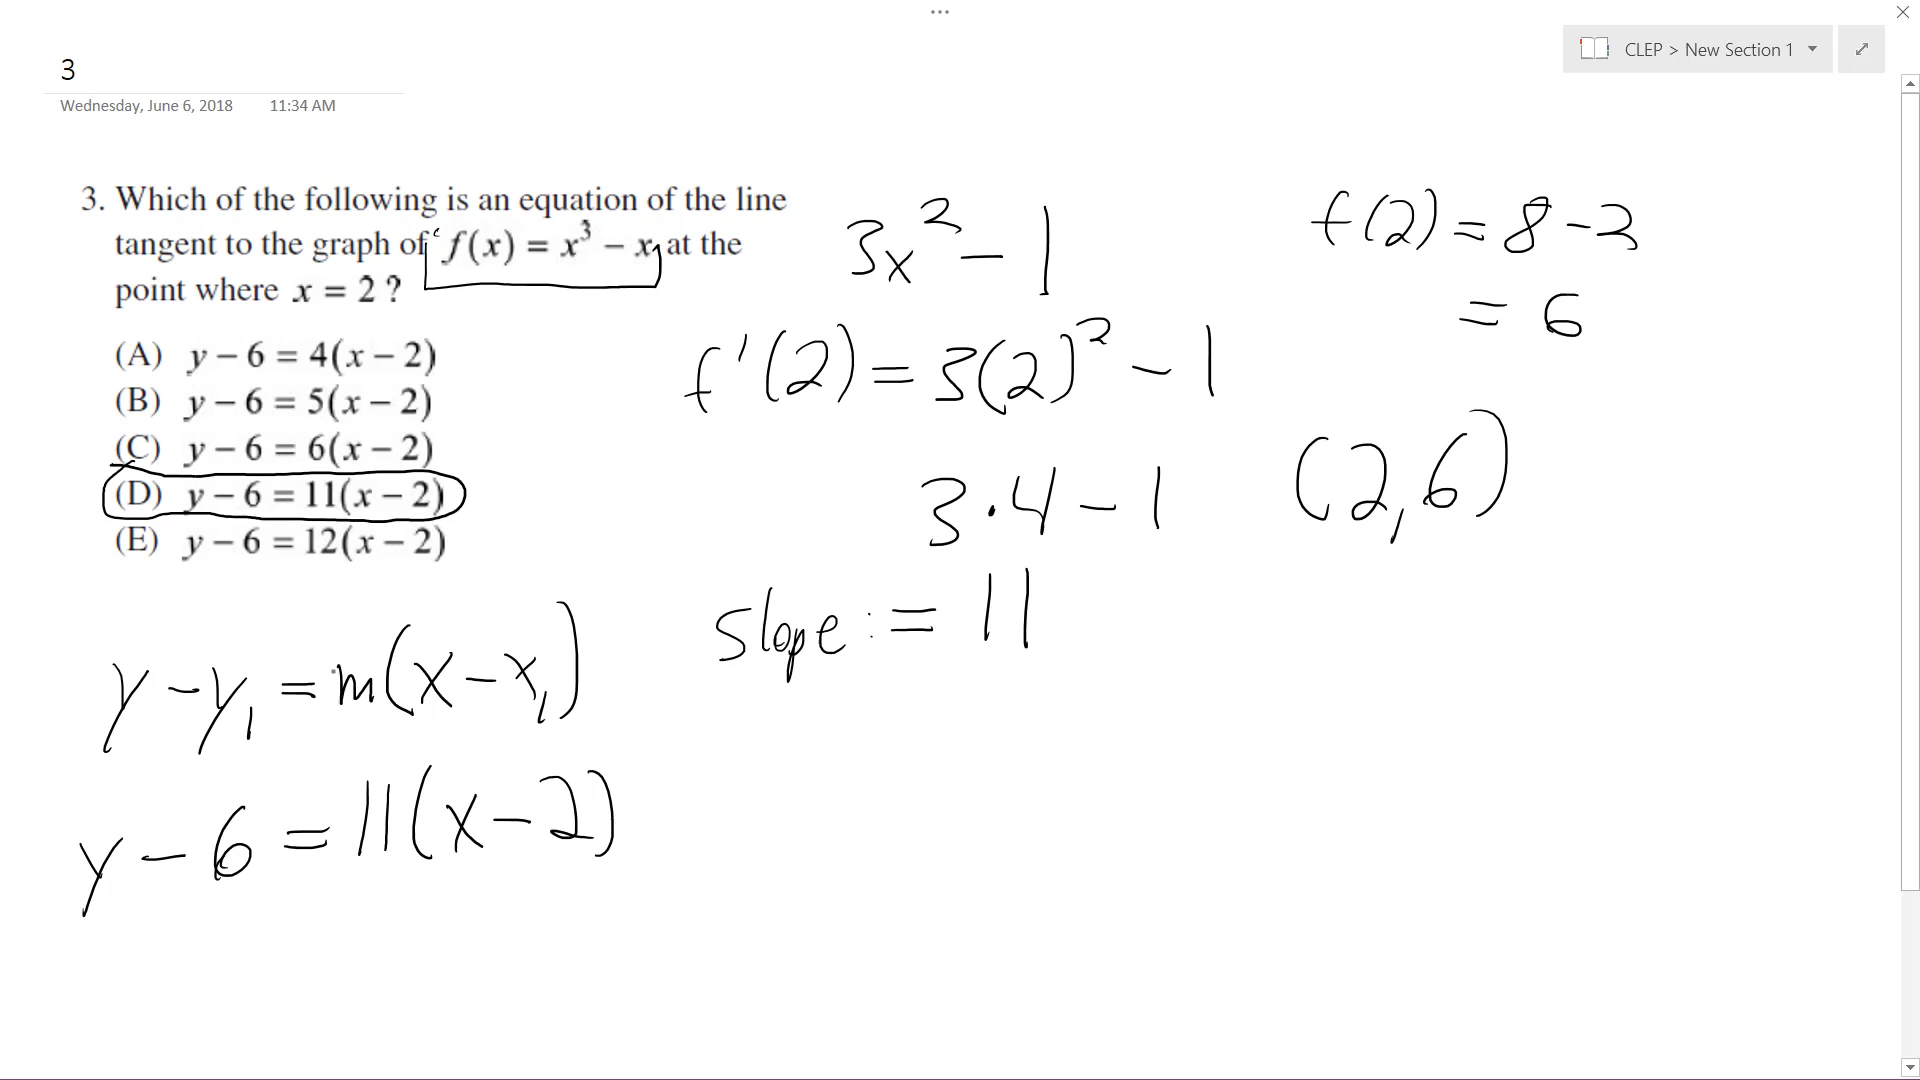 CLEP > New Section 1
3
Wednesday, June 6, 2018 11:34 AM
3. Which of the following is an equation of the line
tangent to the graph of f(x) = x³ − x, at the
point where x = 2 ?
(A) y − 6 = 4(x − 2)
(B) y − 6 = 5(x − 2)
(C) y − 6 = 6(x − 2)
(D) y − 6 = 11(x − 2)
(E) y − 6 = 12(x − 2)
y − y₁ = m(x − x₁)
y − 6 = 11(x − 2)
3x² − 1
f'(2) = 3(2)² − 1
3·4 − 1
slope := 11
f(2) = 8 − 2
= 6
(2,6)